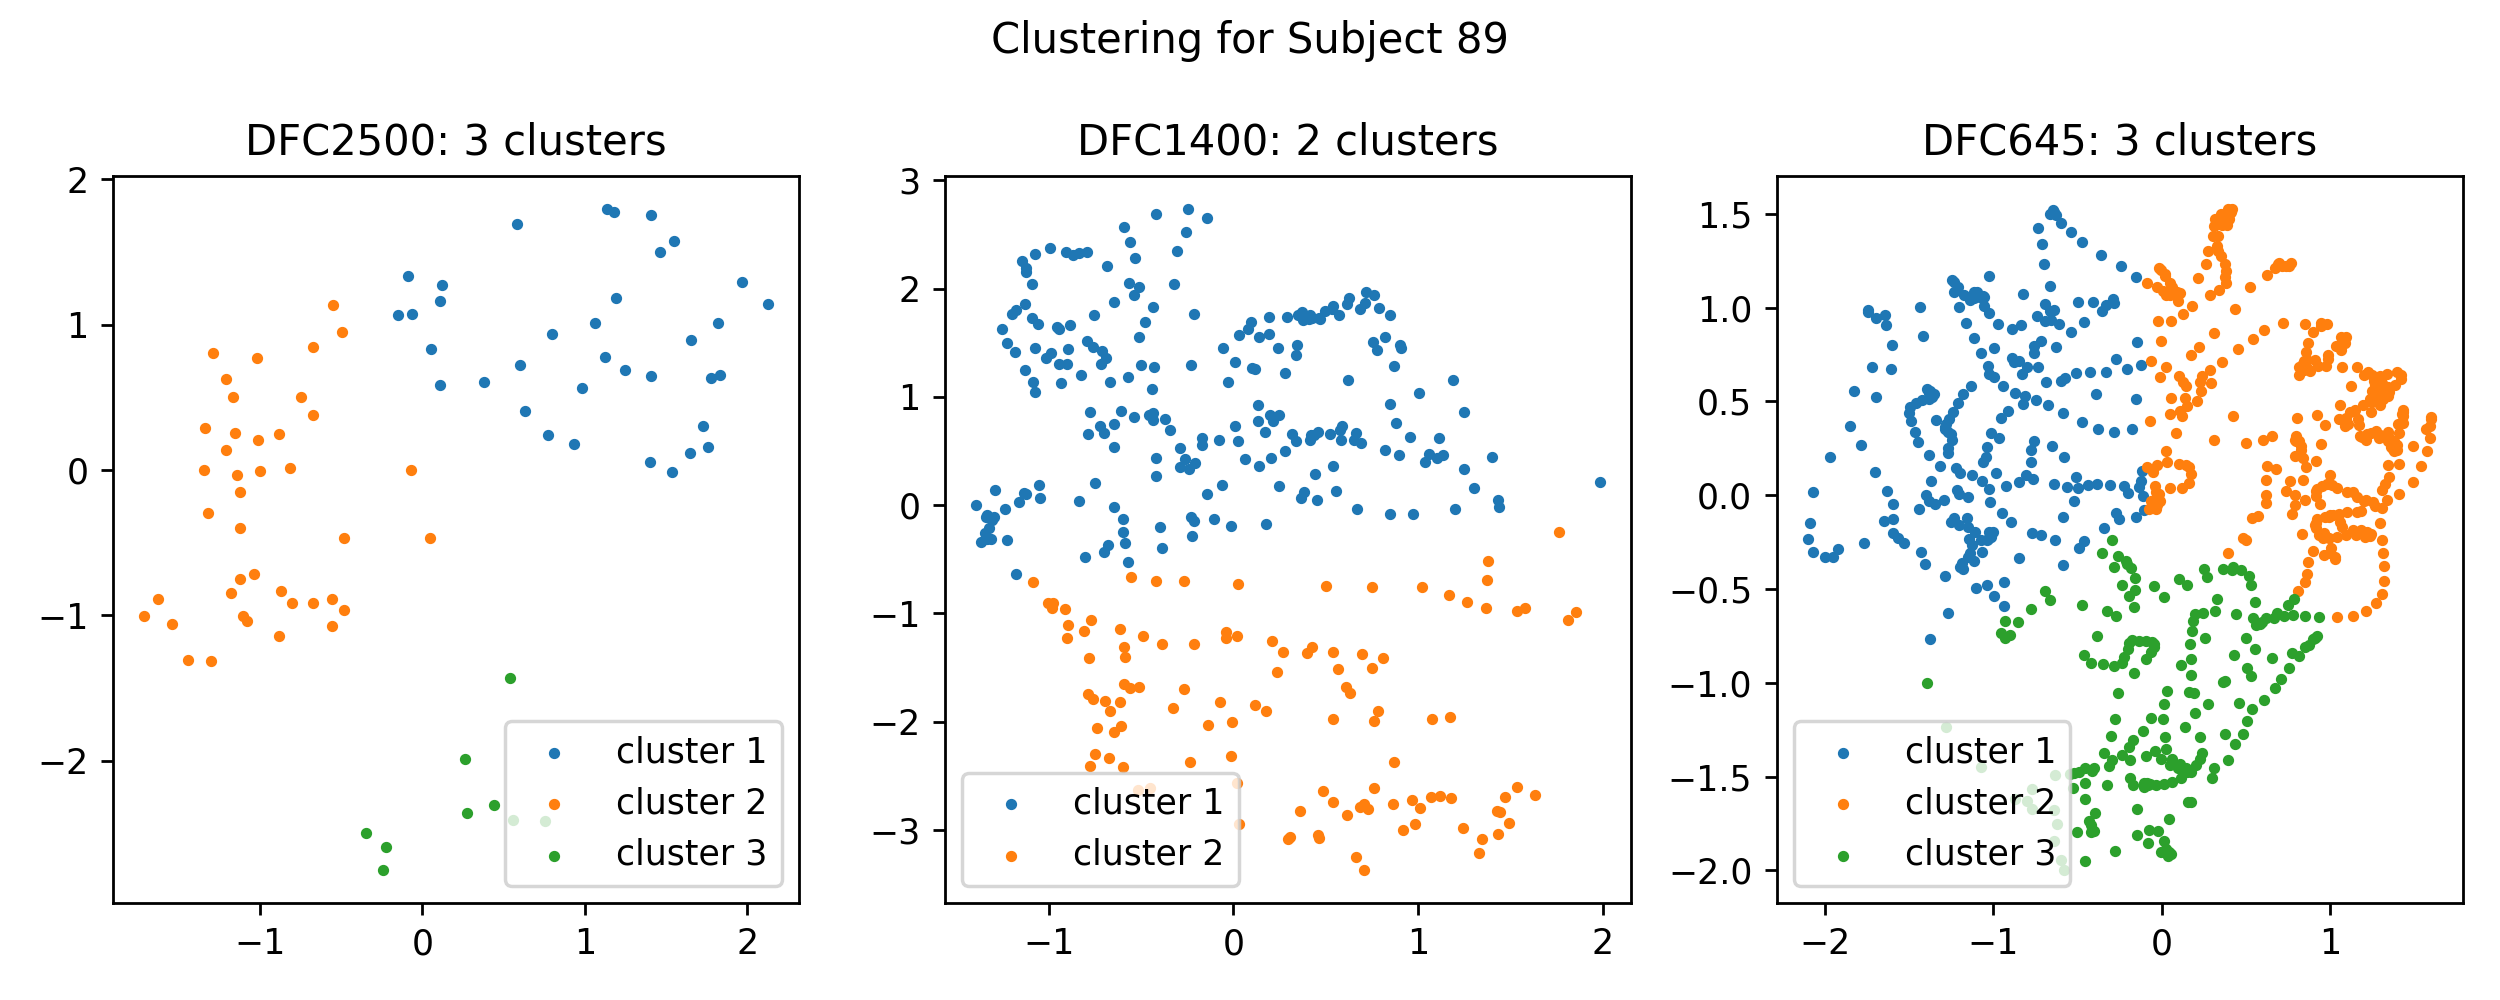 Clustering for Subject 89
DFC2500: 3 clusters
2
1
0
−1
−2
−1
0
1
2
cluster 1
cluster 2
cluster 3
DFC1400: 2 clusters
3
2
1
0
−1
−2
−3
−1
0
1
2
cluster 1
cluster 2
DFC645: 3 clusters
1.5
1.0
0.5
0.0
−0.5
−1.0
−1.5
−2.0
−2
−1
0
1
cluster 1
cluster 2
cluster 3